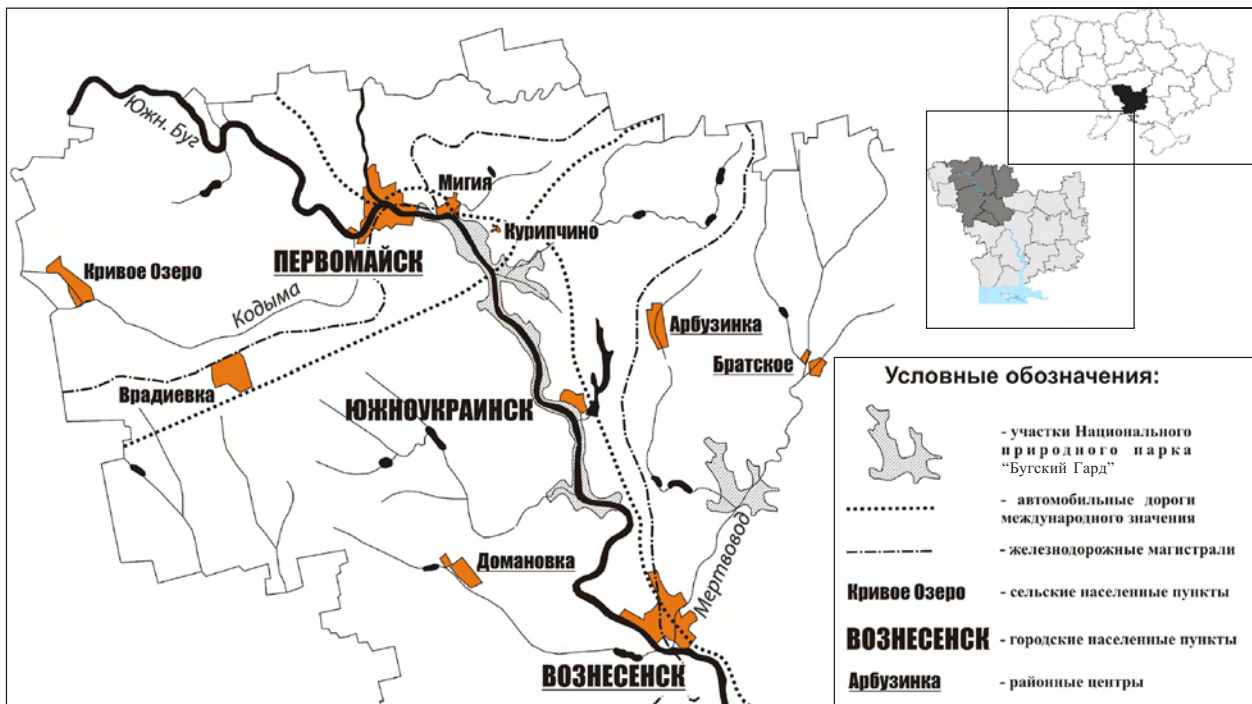 Южн. Буг
Мигия
Курипчино
ПЕРВОМАЙСК
Кривое Озеро
Кодыма
Арбузинка
Братское
Врадиевка
ЮЖНОУКРАИНСК
Домановка
Мертвовод
ВОЗНЕСЕНСК
Условные обозначения:
- участки Национального
природного парка
“Бугский Гард”
- автомобильные дороги
международного значения
- железнодорожные магистрали
Кривое Озеро - сельские населенные пункты
ВОЗНЕСЕНСК - городские населенные пункты
Арбузинка - районные центры